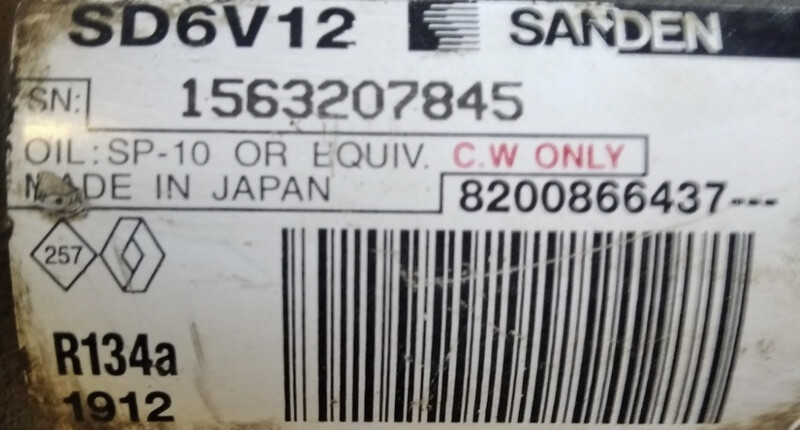 SD6V12 SANDEN
SN: 1563207845
OIL:SP-10 OR EQUIV. C.W ONLY
MADE IN JAPAN 8200866437---
257
R134a
1912